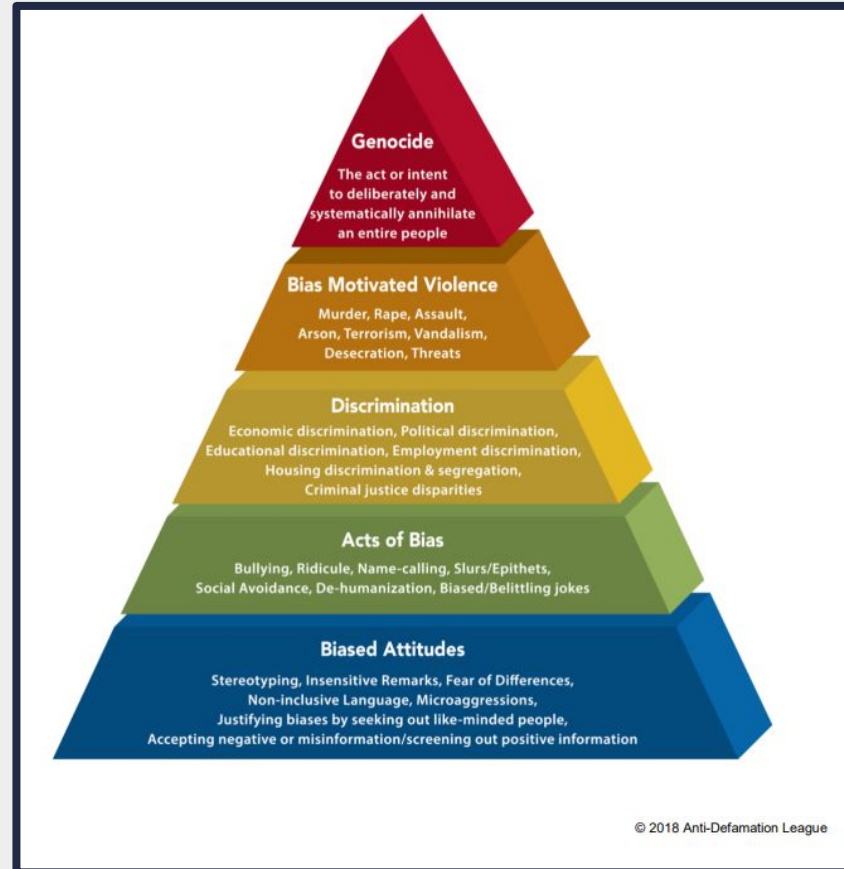 Genocide
The act or intent
to deliberately and
systematically annihilate
an entire people
Bias Motivated Violence
Murder, Rape, Assault,
Arson, Terrorism, Vandalism,
Desecration, Threats
Discrimination
Economic discrimination, Political discrimination,
Educational discrimination, Employment discrimination,
Housing discrimination & segregation,
Criminal justice disparities
Acts of Bias
Bullying, Ridicule, Name-calling, Slurs/Epithets,
Social Avoidance, De-humanization, Biased/Belittling jokes
Biased Attitudes
Stereotyping, Insensitive Remarks, Fear of Differences,
Non-inclusive Language, Microaggressions,
Justifying biases by seeking out like-minded people,
Accepting negative or misinformation/screening out positive information
© 2018 Anti-Defamation League